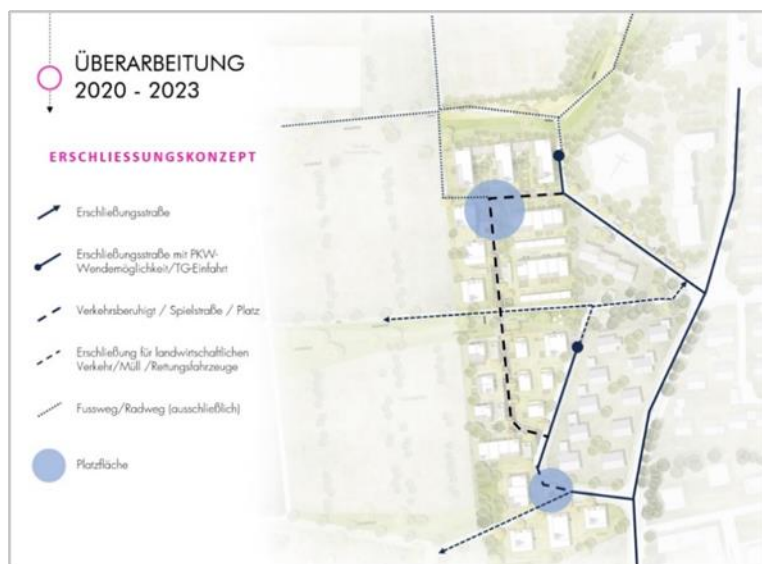 ÜBERARBEITUNG
2020 - 2023
ERSCHLIESSUNGSKONZEPT
Erschließungsstraße
Erschließungsstraße mit PKW-
Wendemöglichkeit/TG-Einfahrt
Verkehrsberuhigt / Spielstraße / Platz
Erschließung für landwirtschaftlichen
Verkehr/Müll /Rettungsfahrzeuge
Fussweg/Radweg (ausschließlich)
Platzfläche